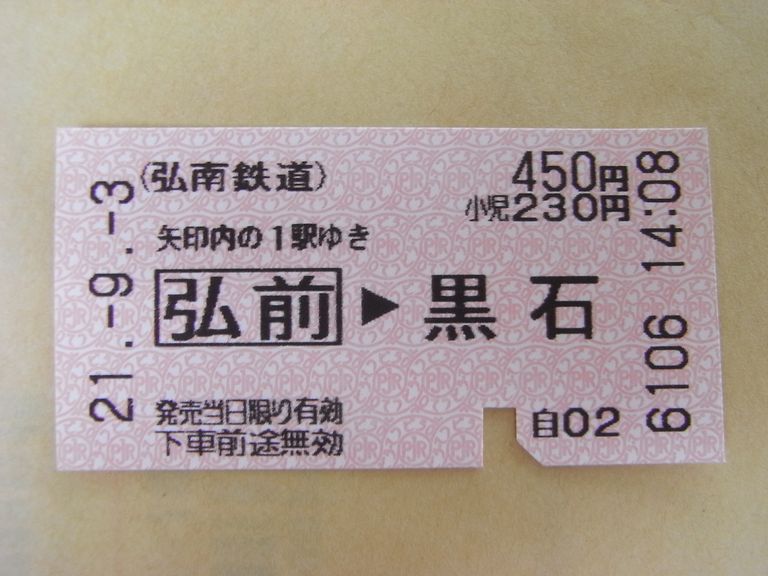 (弘南鉄道)
450円
小児230円
矢印内の1駅ゆき
弘前▶黒石
発売当日限り有効
下車前途無効
自02
21.-9.-3
6106 14:08